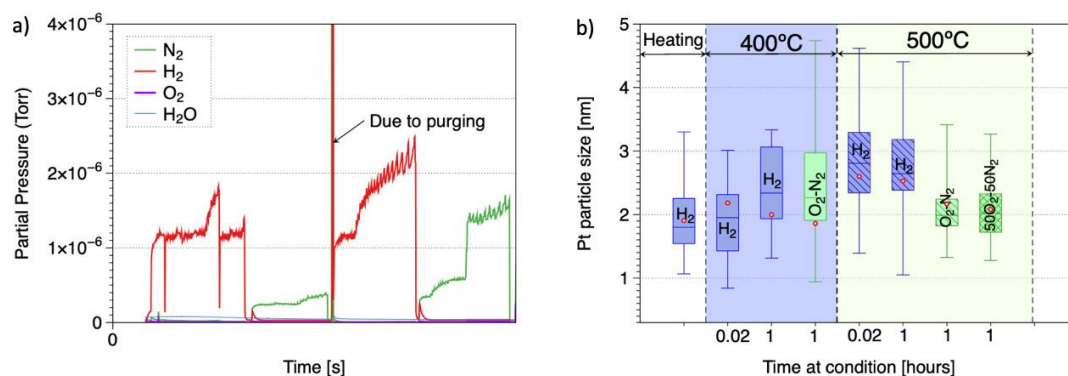 a)
4×10⁻⁶
3×10⁻⁶
2×10⁻⁶
1×10⁻⁶
0
Partial Pressure (Torr)
N₂
H₂
O₂
H₂O
Due to purging
0
Time [s]
b)
5
4
3
2
1
Pt particle size [nm]
Heating
400°C
500°C
H₂
H₂
H₂
O₂-N₂
H₂
H₂
O₂-N₂
50O₂-50N₂
0.02 1 1 0.02 1 1 1
Time at condition [hours]